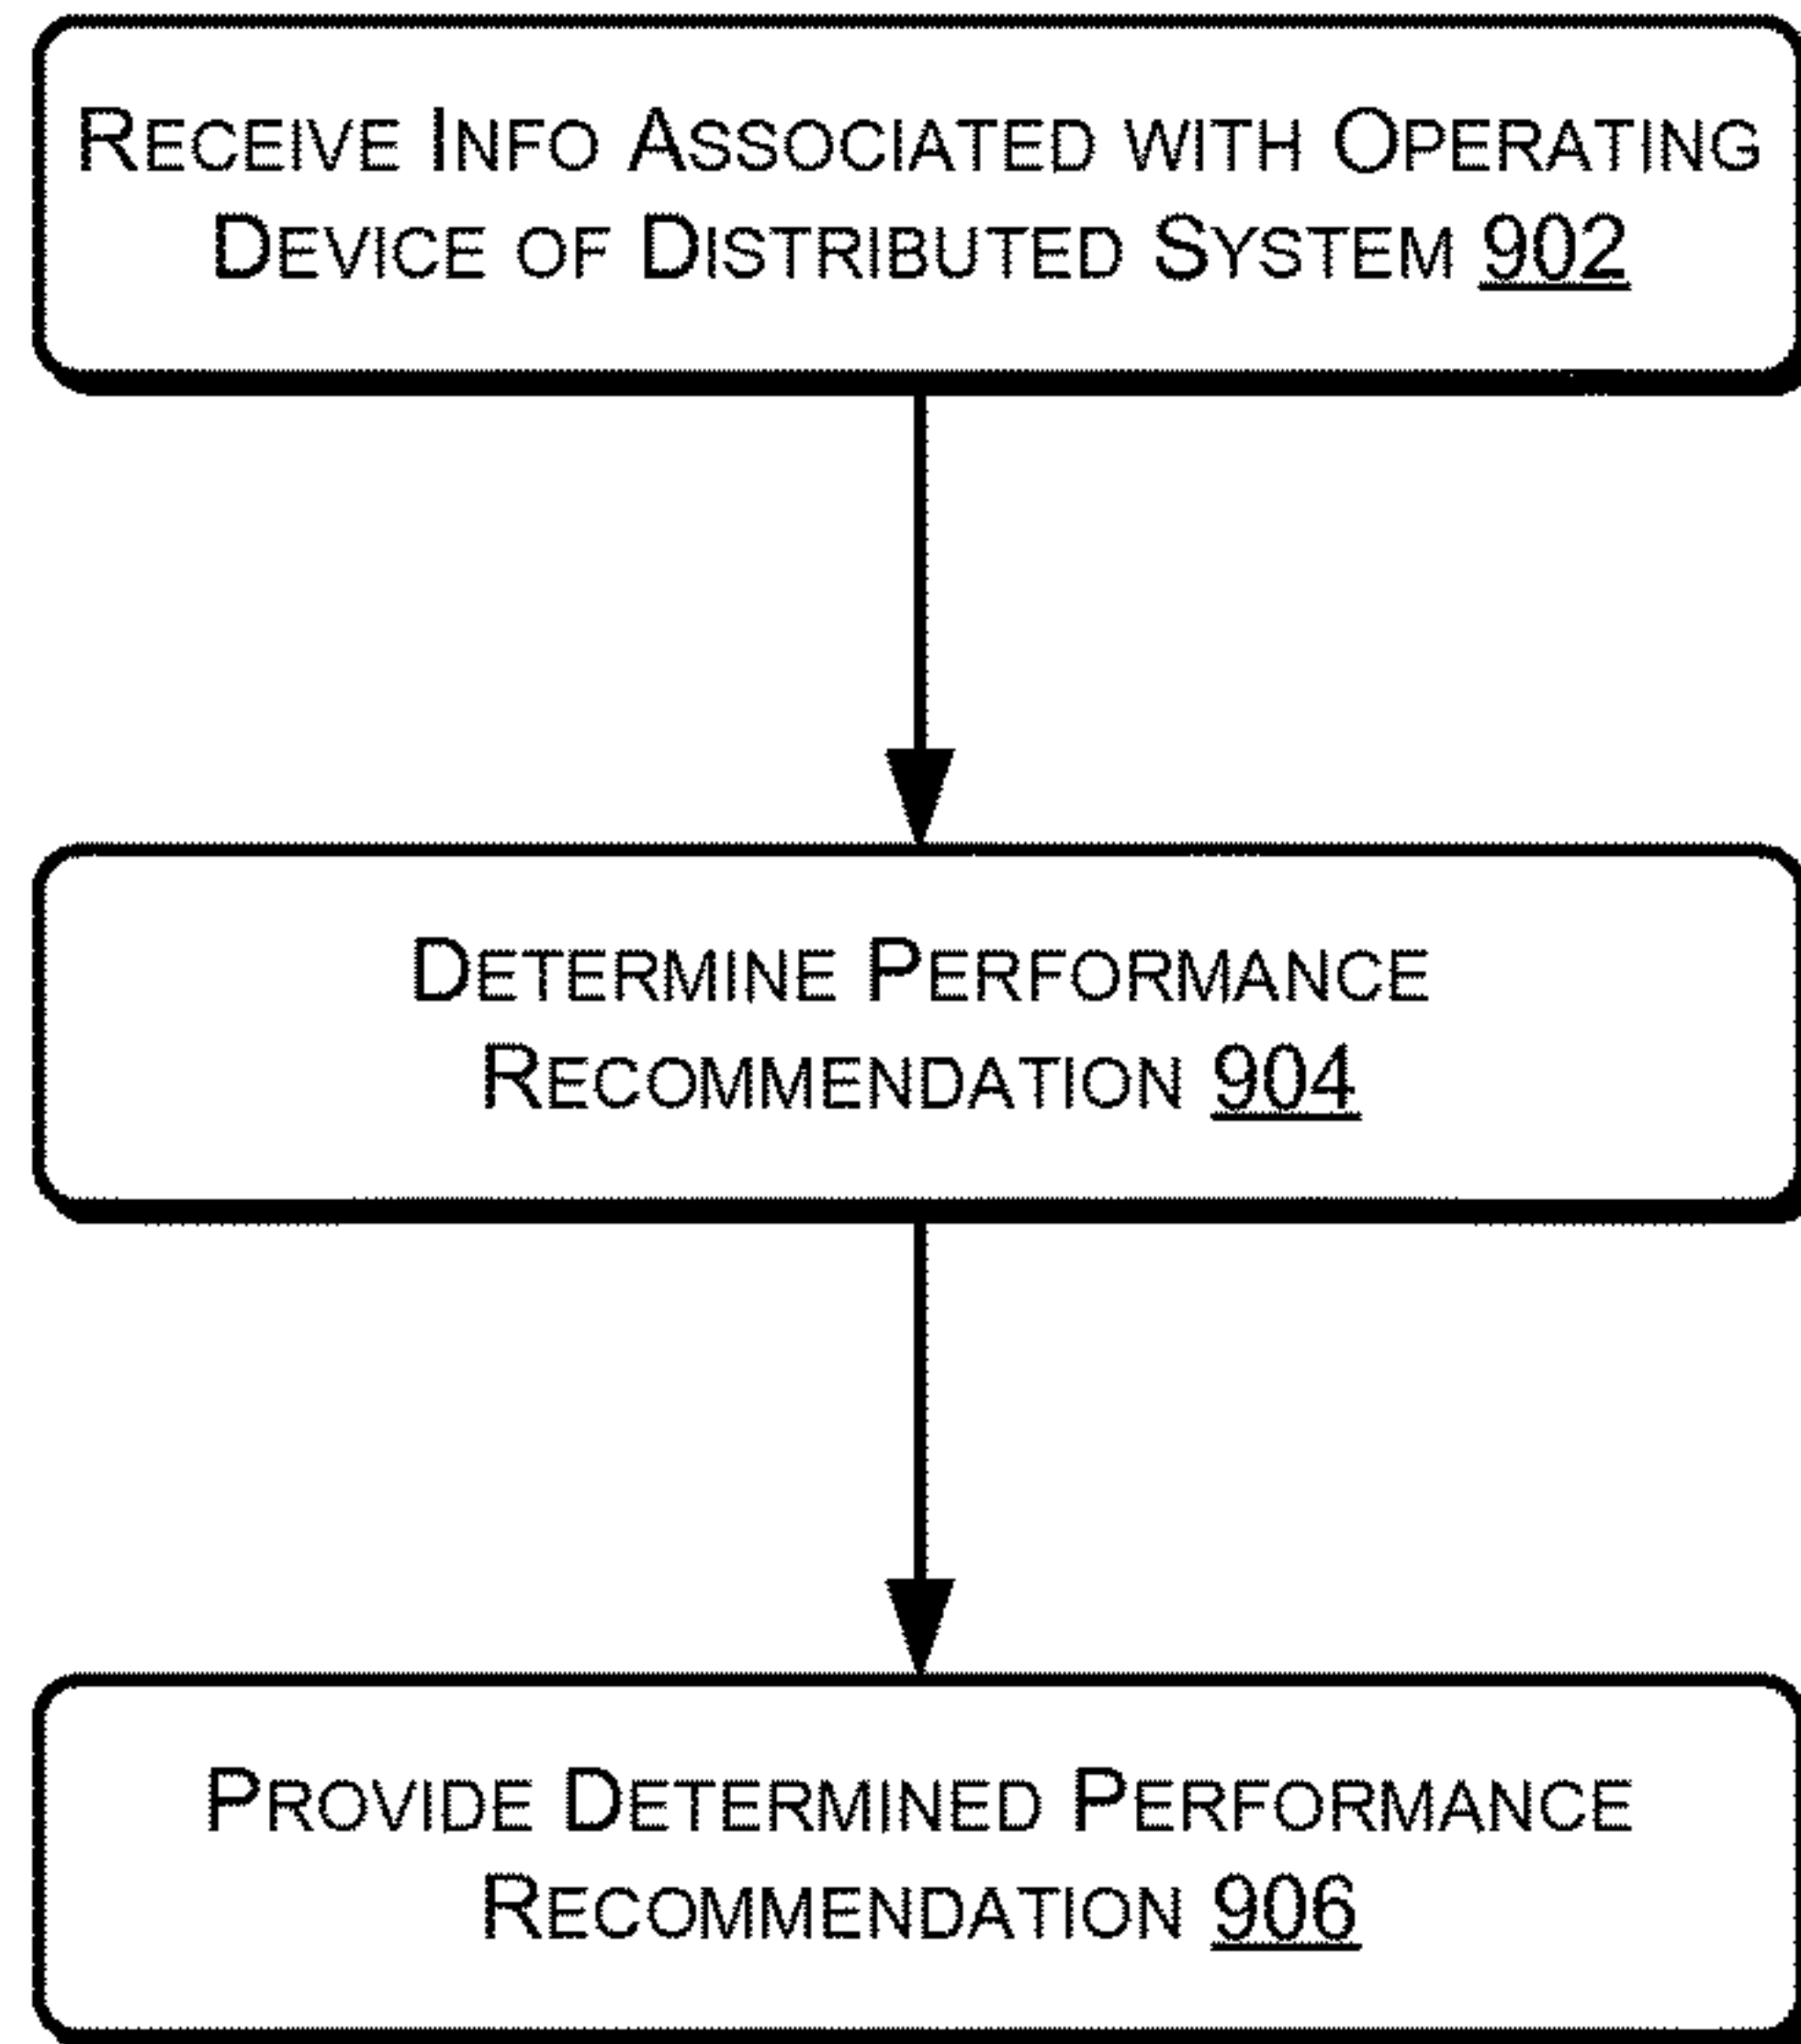 Receive Info Associated with Operating
Device of Distributed System 902
Determine Performance
Recommendation 904
Provide Determined Performance
Recommendation 906